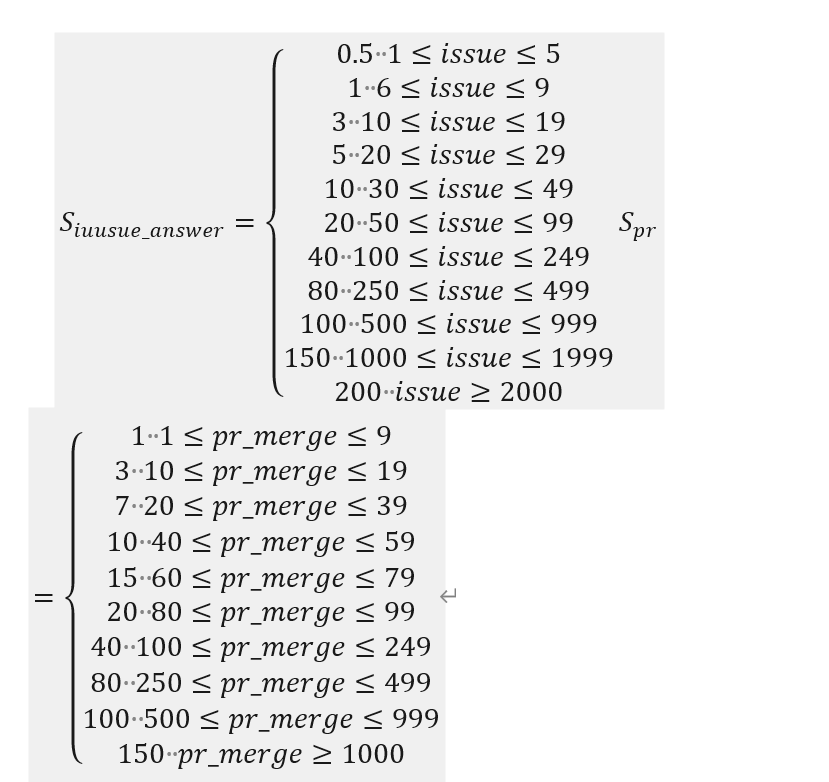 0.5··1 ≤ issue ≤ 5
1··6 ≤ issue ≤ 9
3··10 ≤ issue ≤ 19
5··20 ≤ issue ≤ 29
10··30 ≤ issue ≤ 49
S_{iuusue_answer} = { 20··50 ≤ issue ≤ 99 S_{pr}
40··100 ≤ issue ≤ 249
80··250 ≤ issue ≤ 499
100··500 ≤ issue ≤ 999
150··1000 ≤ issue ≤ 1999
200··issue ≥ 2000
1··1 ≤ pr_merge ≤ 9
3··10 ≤ pr_merge ≤ 19
7··20 ≤ pr_merge ≤ 39
10··40 ≤ pr_merge ≤ 59
= { 15··60 ≤ pr_merge ≤ 79 ↵
20··80 ≤ pr_merge ≤ 99
40··100 ≤ pr_merge ≤ 249
80··250 ≤ pr_merge ≤ 499
100··500 ≤ pr_merge ≤ 999
150··pr_merge ≥ 1000